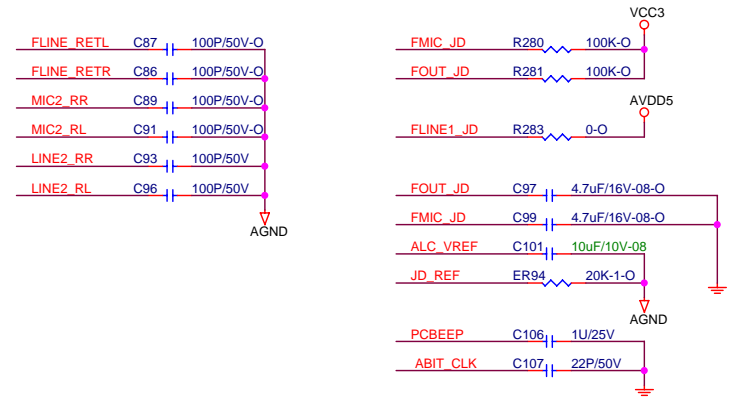 FLINE_RETL C87 100P/50V-O
FLINE_RETR C86 100P/50V-O
MIC2_RR C89 100P/50V-O
MIC2_RL C91 100P/50V-O
LINE2_RR C93 100P/50V
LINE2_RL C96 100P/50V
AGND
VCC3
FMIC_JD R280 100K-O
FOUT_JD R281 100K-O
AVDD5
FLINE1_JD R283 0-O
FOUT_JD C97 4.7uF/16V-08-O
FMIC_JD C99 4.7uF/16V-08-O
ALC_VREF C101 10uF/10V-08
JD_REF ER94 20K-1-O
AGND
PCBEEP C106 1U/25V
ABIT_CLK C107 22P/50V